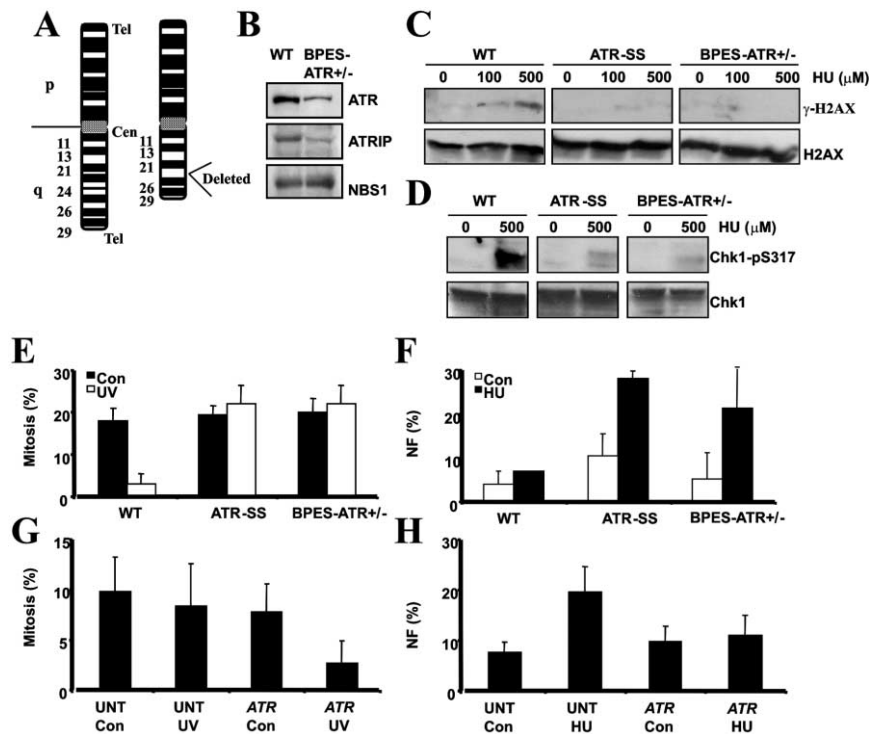 A
Tel
p
Cen
11
13
21
q
24
26
29
Tel
11
13
21
26
29
Deleted
B
WT BPES-ATR+/-
ATR
ATRIP
NBS1
C
WT ATR-SS BPES-ATR+/-
0 100 500 0 100 500 0 100 500 HU (μM)
γ-H2AX
H2AX
D
WT ATR-SS BPES-ATR+/-
0 500 0 500 0 500 HU (μM)
Chk1-pS317
Chk1
E
Con
UV
Mitosis (%)
30
20
10
0
WT ATR-SS BPES-ATR+/-
F
Con
HU
NF (%)
30
20
10
0
WT ATR-SS BPES-ATR+/-
G
Mitosis (%)
15
10
5
0
UNT Con UNT UV ATR Con ATR UV
H
NF (%)
30
20
10
0
UNT Con UNT HU ATR Con ATR HU